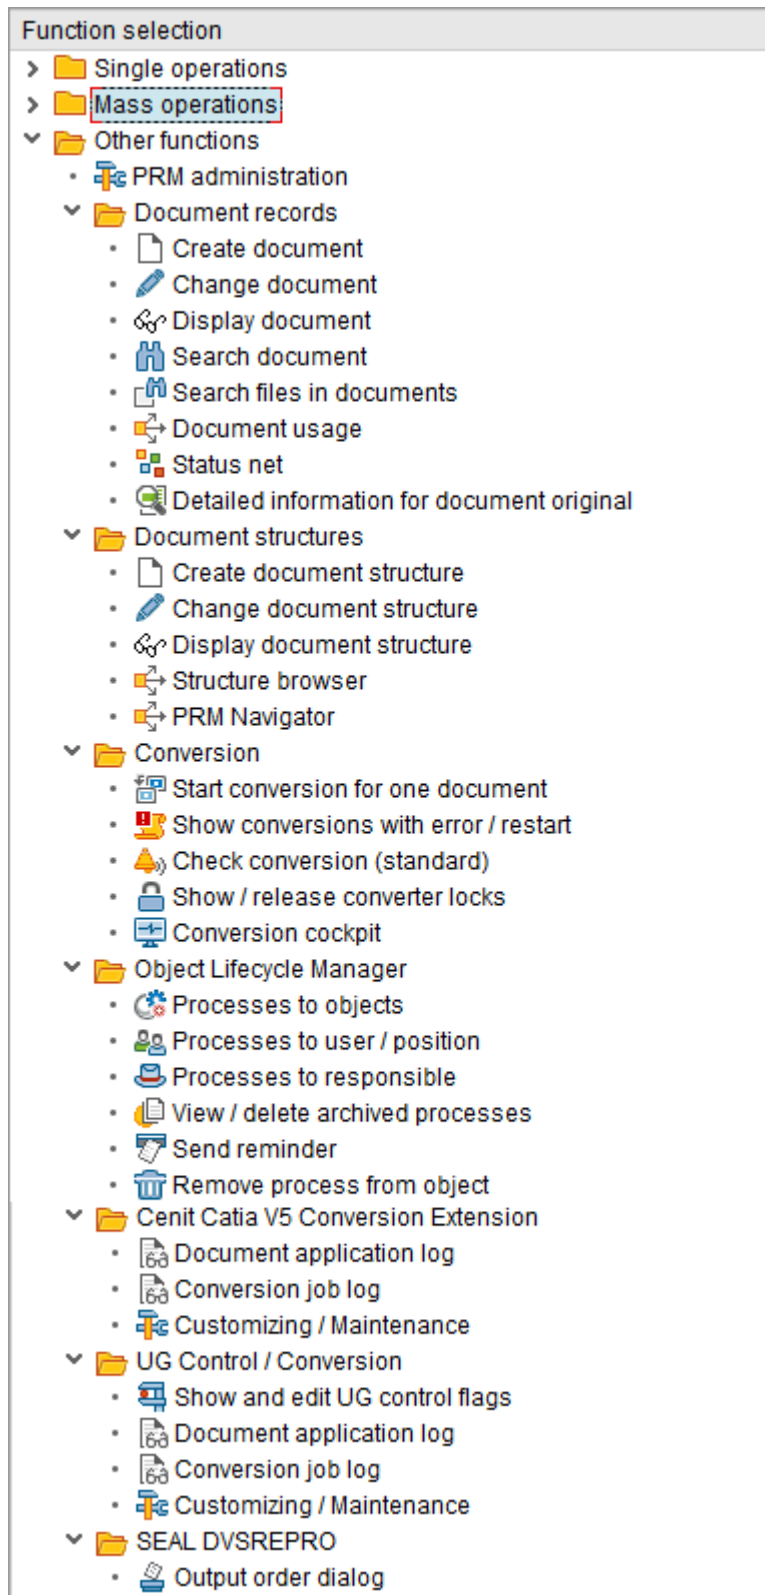 Function selection
Single operations
Mass operations
Other functions
PRM administration
Document records
Create document
Change document
Display document
Search document
Search files in documents
Document usage
Status net
Detailed information for document original
Document structures
Create document structure
Change document structure
Display document structure
Structure browser
PRM Navigator
Conversion
Start conversion for one document
Show conversions with error / restart
Check conversion (standard)
Show / release converter locks
Conversion cockpit
Object Lifecycle Manager
Processes to objects
Processes to user / position
Processes to responsible
View / delete archived processes
Send reminder
Remove process from object
Cenit Catia V5 Conversion Extension
Document application log
Conversion job log
Customizing / Maintenance
UG Control / Conversion
Show and edit UG control flags
Document application log
Conversion job log
Customizing / Maintenance
SEAL DVSREPRO
Output order dialog